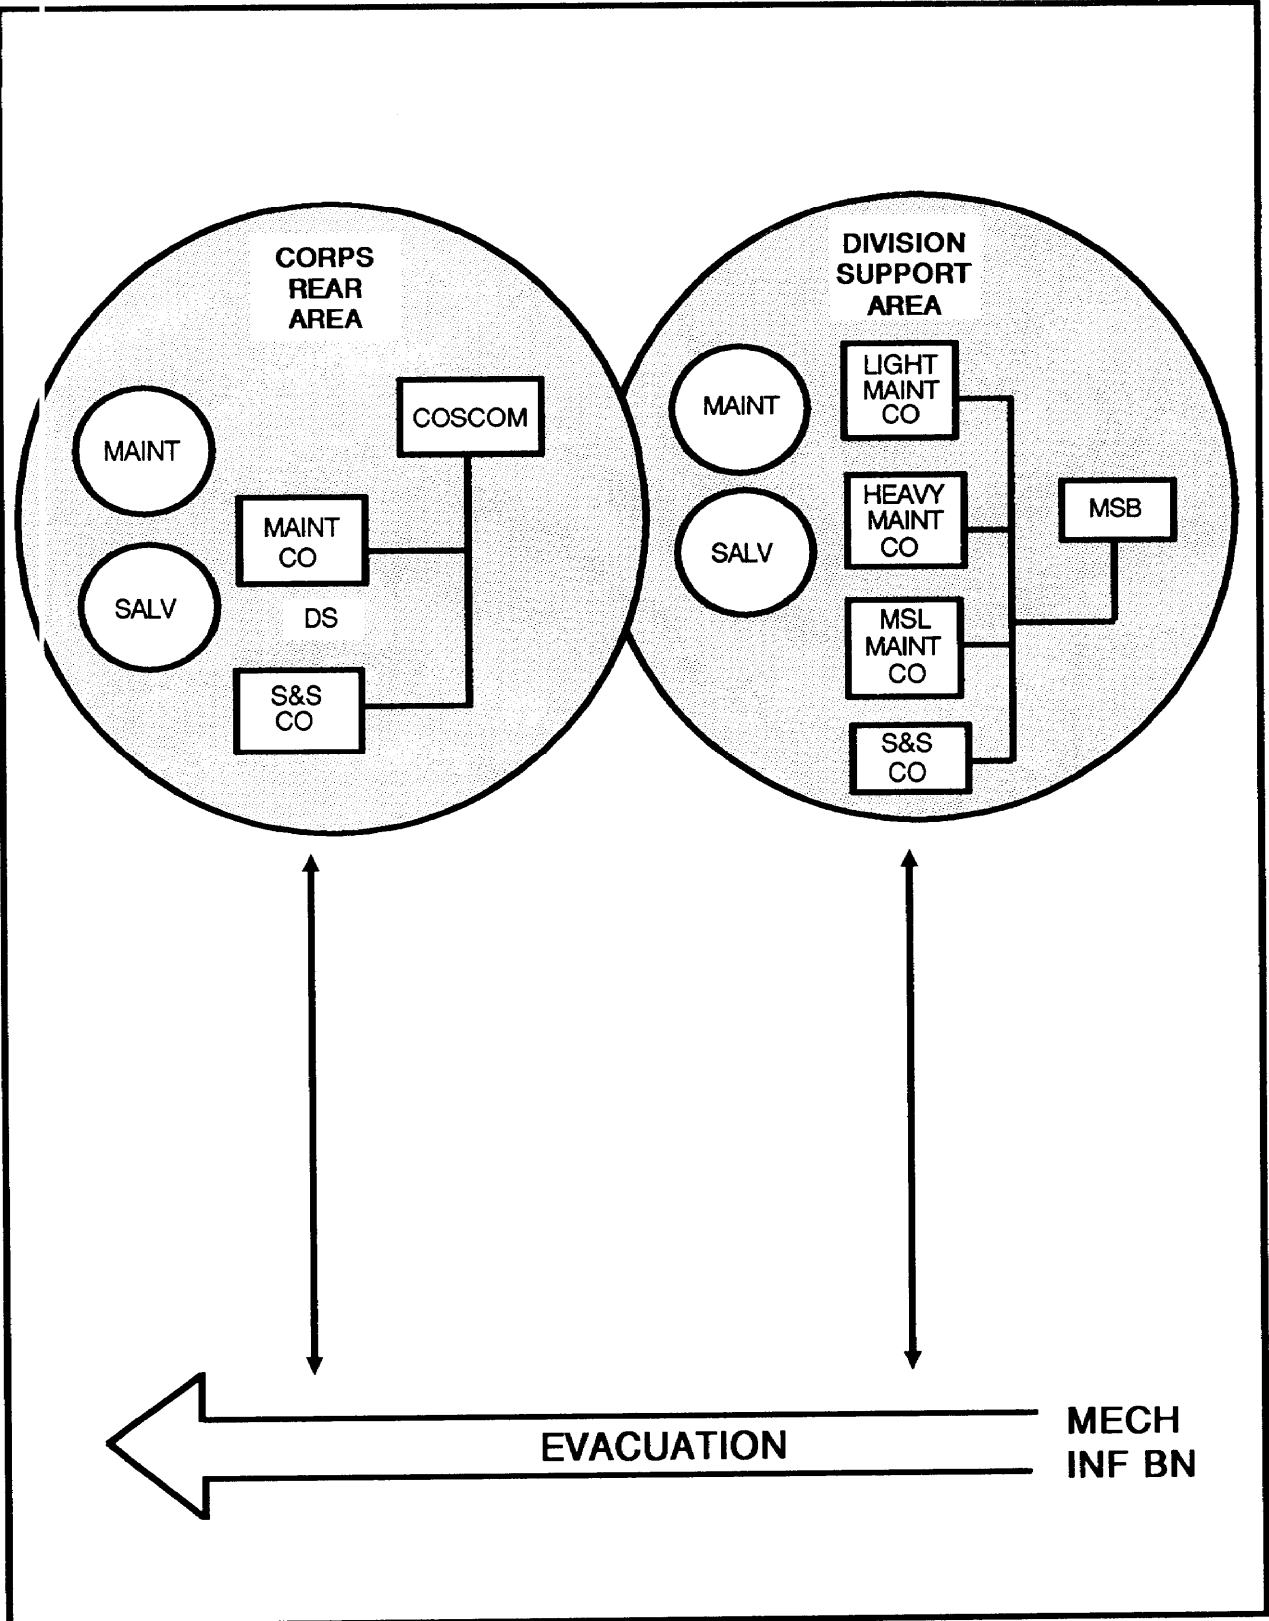 CORPS
REAR
AREA
COSCOM
MAINT
MAINT
CO
SALV
DS
S&S
CO
DIVISION
SUPPORT
AREA
MAINT
LIGHT
MAINT
CO
HEAVY
MAINT
CO
MSB
SALV
MSL
MAINT
CO
S&S
CO
EVACUATION
MECH
INF BN